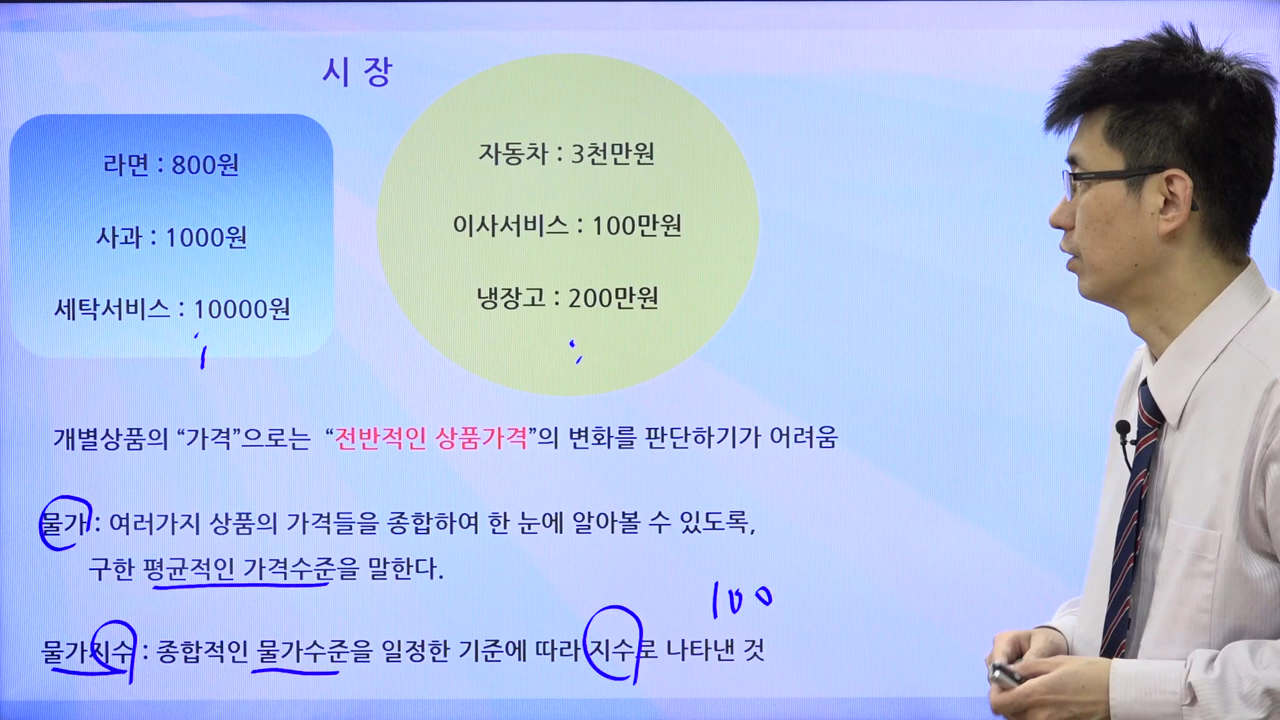 시 장
라면 : 800원
사과 : 1000원
세탁서비스 : 10000원
자동차 : 3천만원
이사서비스 : 100만원
냉장고 : 200만원
개별상품의 “가격”으로는 “전반적인 상품가격”의 변화를 판단하기가 어려움
물가 : 여러가지 상품의 가격들을 종합하여 한 눈에 알아볼 수 있도록,
구한 평균적인 가격수준을 말한다.
100
물가지수 : 종합적인 물가수준을 일정한 기준에 따라 지수로 나타낸 것